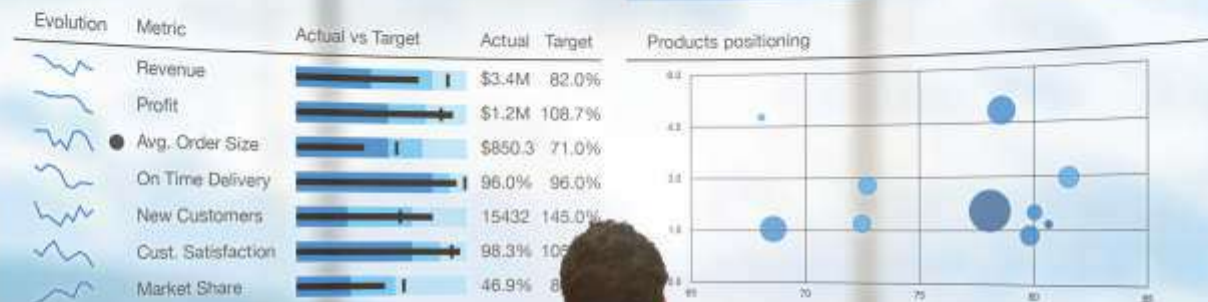 Evolution Metric Actual vs Target Actual Target
Revenue $3.4M 82.0%
Profit $1.2M 108.7%
Avg. Order Size $850.3 71.0%
On Time Delivery 96.0% 96.0%
New Customers 15432 145.0%
Cust. Satisfaction 98.3%
Market Share 46.9%
Products positioning
70
75
80